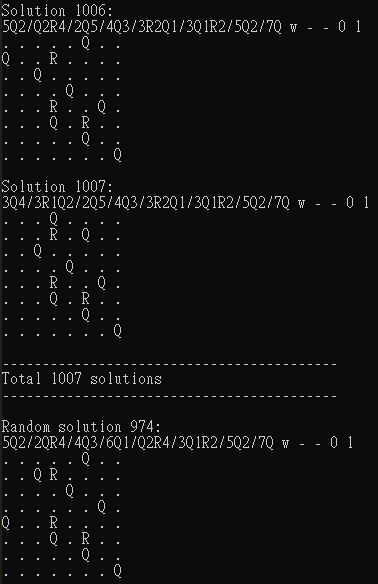 Solution 1006:
5Q2/Q2R4/2Q5/4Q3/3R2Q1/3Q1R2/5Q2/7Q w - - 0 1
. . . . . Q . .
Q . . R . . . .
. . Q . . . . .
. . . . Q . . .
. . . R . . Q .
. . . Q . R . .
. . . . . Q . .
. . . . . . . Q
Solution 1007:
3Q4/3R1Q2/2Q5/4Q3/3R2Q1/3Q1R2/5Q2/7Q w - - 0 1
. . . Q . . . .
. . . R . Q . .
. . Q . . . . .
. . . . Q . . .
. . . R . . Q .
. . . Q . R . .
. . . . . Q . .
. . . . . . . Q
------------------------------------------
Total 1007 solutions
------------------------------------------
Random solution 974:
5Q2/2QR4/4Q3/6Q1/Q2R4/3Q1R2/5Q2/7Q w - - 0 1
. . . . . Q . .
. . Q R . . . .
. . . . Q . . .
. . . . . . Q .
Q . . R . . . .
. . . Q . R . .
. . . . . Q . .
. . . . . . . Q